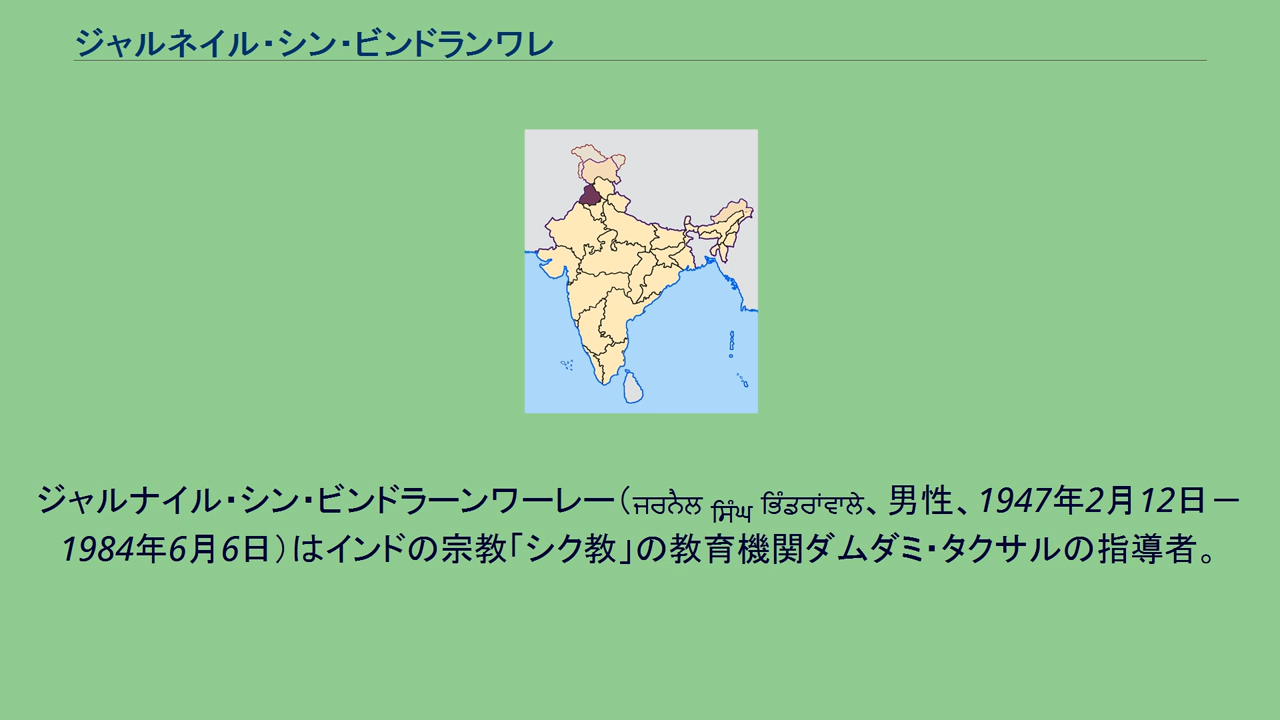 ジャルネイル・シン・ビンドランワレ
ジャルナイル・シン・ビンドラーンワーレー（ਜਰਨੈਲ ਸਿੰਘ ਭਿੰਡਰਾਂਵਾਲੇ、男性、1947年2月12日－
1984年6月6日）はインドの宗教「シク教」の教育機関ダムダミ・タクサルの指導者。